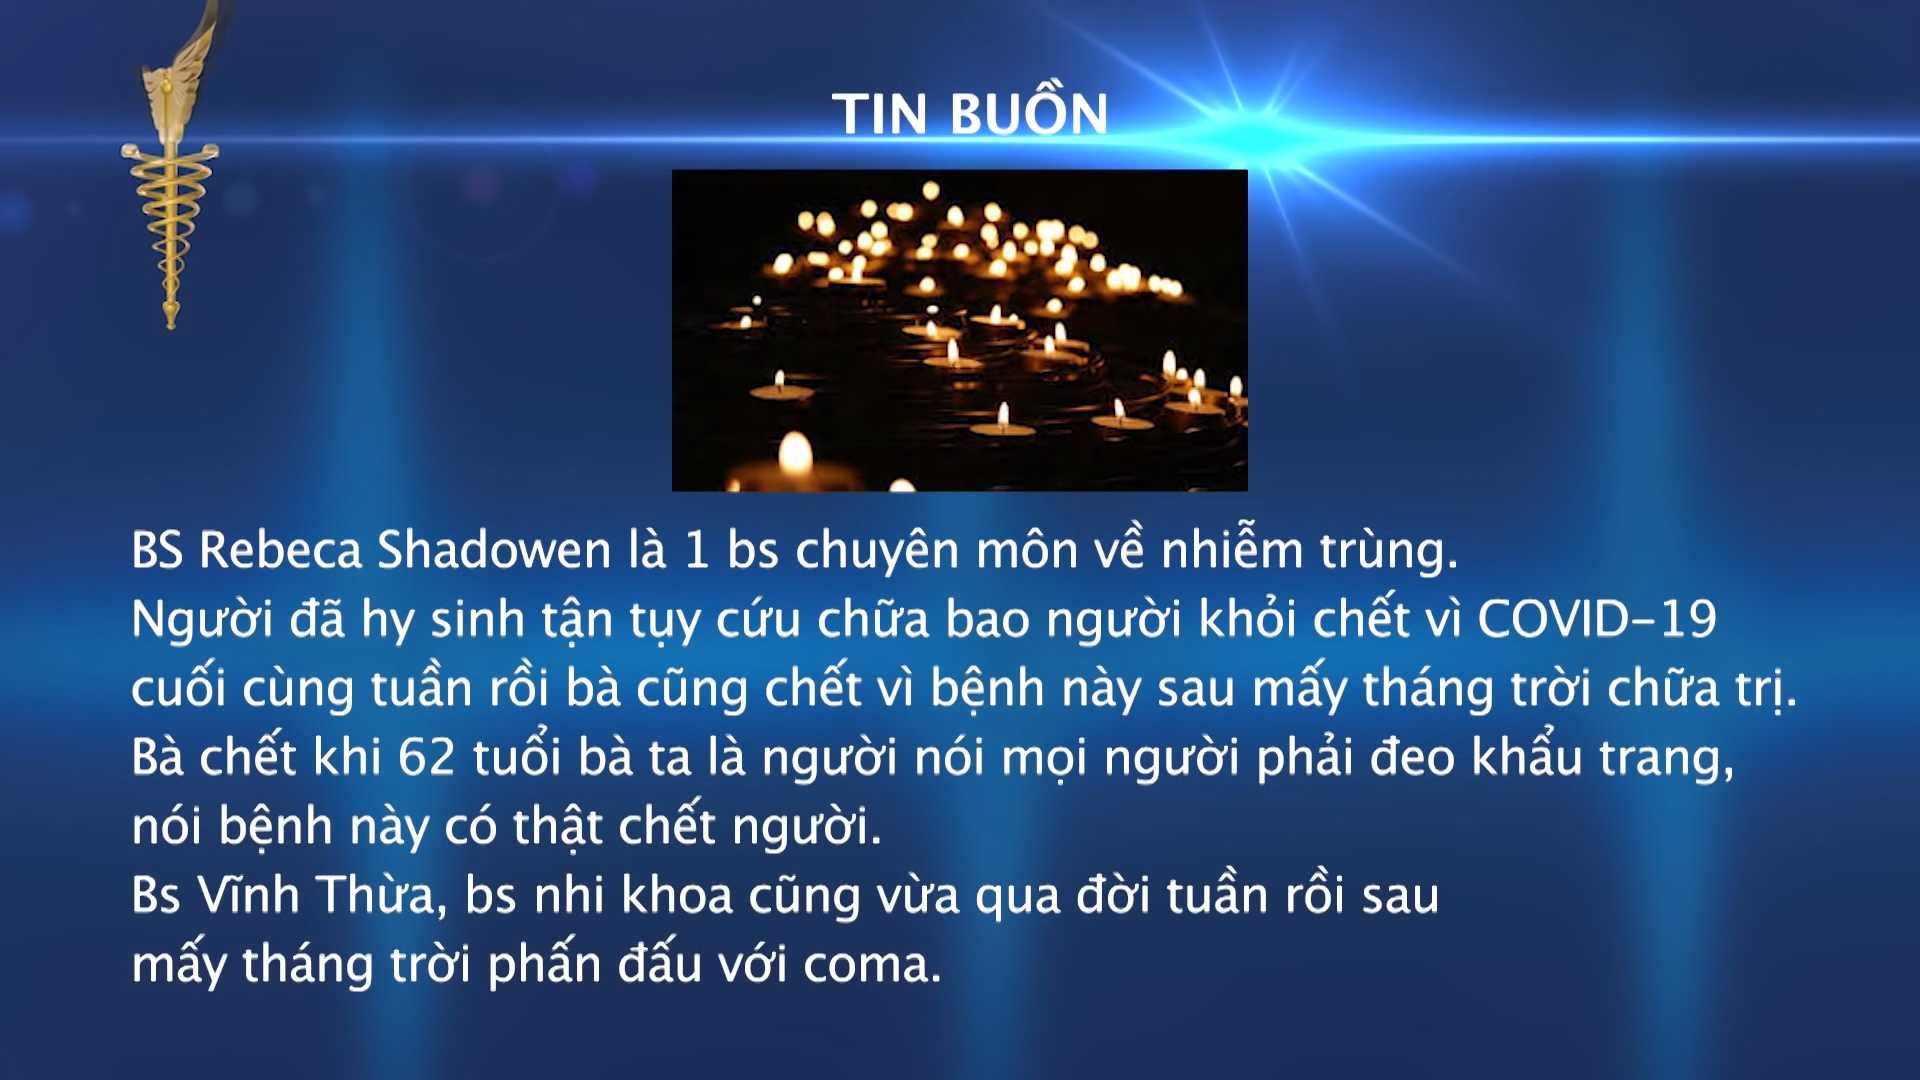 TIN BUỒN
BS Rebeca Shadowen là 1 bs chuyên môn về nhiễm trùng.
Người đã hy sinh tận tụy cứu chữa bao người khỏi chết vì COVID-19
cuối cùng tuần rồi bà cũng chết vì bệnh này sau mấy tháng trời chữa trị.
Bà chết khi 62 tuổi bà ta là người nói mọi người phải đeo khẩu trang,
nói bệnh này có thật chết người.
Bs Vĩnh Thừa, bs nhi khoa cũng vừa qua đời tuần rồi sau
mấy tháng trời phấn đấu với coma.